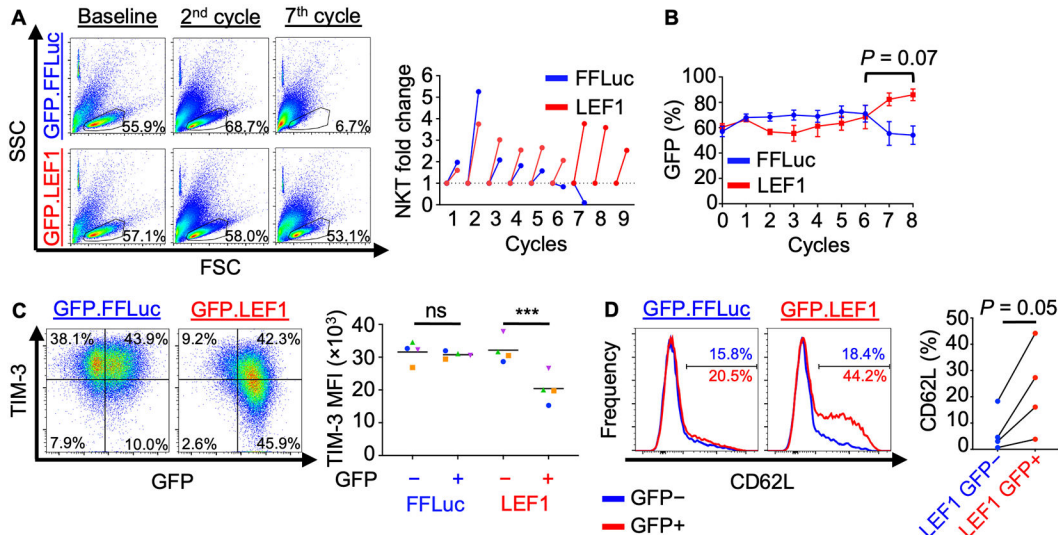 A
Baseline
2nd cycle
7th cycle
GFP.FFLuc
GFP.LEF1
SSC
FSC
55.9%
68.7%
6.7%
57.1%
58.0%
53.1%
NKT fold change
6
5
4
3
2
1
0
FFLuc
LEF1
1 2 3 4 5 6 7 8 9
Cycles
B
P = 0.07
GFP (%)
100
80
60
40
20
0
FFLuc
LEF1
0 1 2 3 4 5 6 7 8
Cycles
C
GFP.FFLuc
GFP.LEF1
TIM-3
38.1%
43.9%
7.9%
10.0%
9.2%
42.3%
2.6%
45.9%
GFP
TIM-3 MFI (×10³)
40
30
20
10
0
ns
***
GFP
− + − +
FFLuc
LEF1
D
GFP.FFLuc
GFP.LEF1
Frequency
15.8%
20.5%
18.4%
44.2%
CD62L
GFP−
GFP+
P = 0.05
CD62L (%)
50
40
30
20
10
0
LEF1 GFP−
LEF1 GFP+